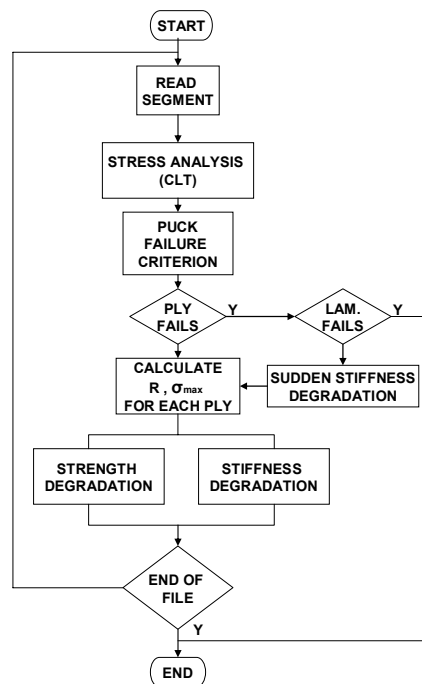 START
READ
SEGMENT
STRESS ANALYSIS
(CLT)
PUCK
FAILURE
CRITERION
PLY
FAILS
Y
LAM.
FAILS
Y
CALCULATE
R , σmax
FOR EACH PLY
SUDDEN STIFFNESS
DEGRADATION
STRENGTH
DEGRADATION
STIFFNESS
DEGRADATION
END OF
FILE
Y
END